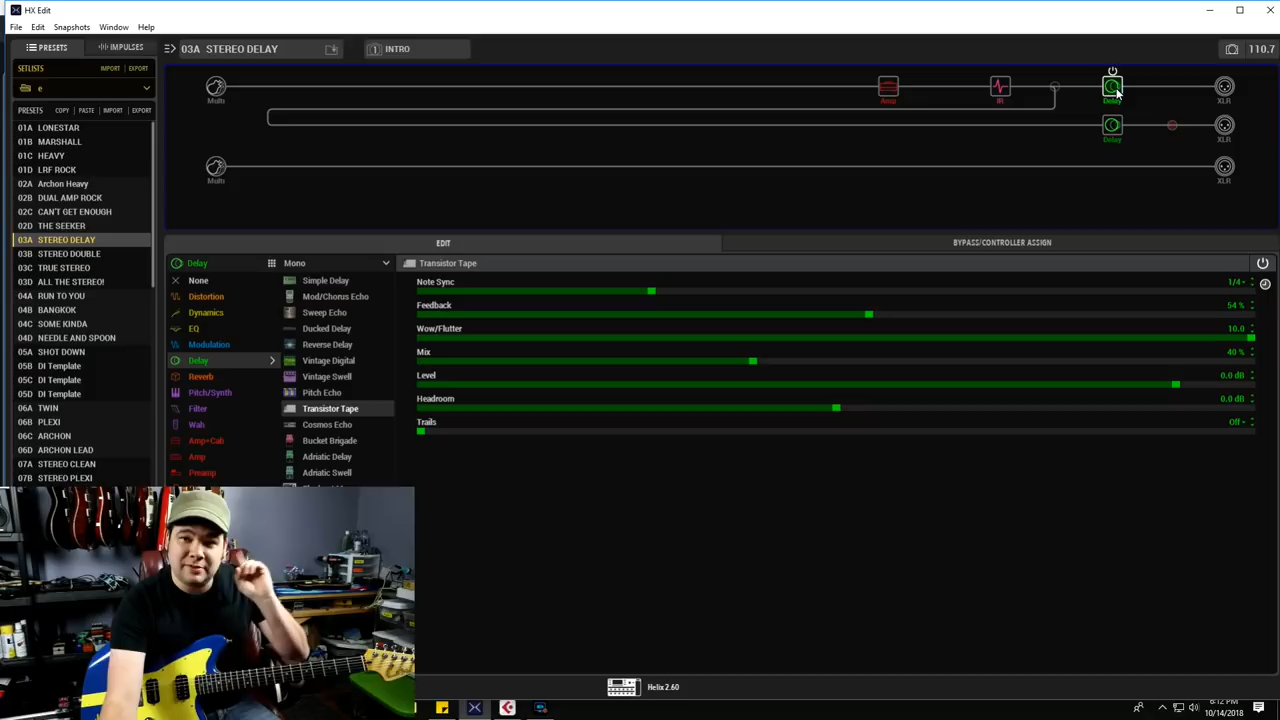 HX Edit
File Edit Snapshots Window Help
PRESETS IMPULSES
03A STEREO DELAY
1 INTRO
110.7
SETLISTS IMPORT EXPORT
e
PRESETS COPY PASTE IMPORT EXPORT
01A LONESTAR
01B MARSHALL
01C HEAVY
01D LRF ROCK
02A Archon Heavy
02B DUAL AMP ROCK
02C CAN'T GET ENOUGH
02D THE SEEKER
03A STEREO DELAY
03B STEREO DOUBLE
03C TRUE STEREO
03D ALL THE STEREO!
04A RUN TO YOU
04B BANGKOK
04C SOME KINDA
04D NEEDLE AND SPOON
05A SHOT DOWN
05B DI Template
05C DI Template
05D DI Template
06A TWIN
06B PLEXI
06C ARCHON
06D ARCHON LEAD
07A STEREO CLEAN
07B STEREO PLEXI
Multi Amp IR Delay XLR
Delay XLR
Multi XLR
EDIT
BYPASS/CONTROLLER ASSIGN
Delay
None
Distortion
Dynamics
EQ
Modulation
Delay
Reverb
Pitch/Synth
Filter
Wah
Amp+Cab
Amp
Preamp
Mono
Simple Delay
Mod/Chorus Echo
Sweep Echo
Ducked Delay
Reverse Delay
Vintage Digital
Vintage Swell
Pitch Echo
Transistor Tape
Cosmos Echo
Bucket Brigade
Adriatic Delay
Adriatic Swell
Transistor Tape
Note Sync 1/4
Feedback 54 %
Wow/Flutter 10.0
Mix 40 %
Level 0.0 dB
Headroom 0.0 dB
Trails Off
Helix 2.60
6:12 PM
10/14/2018